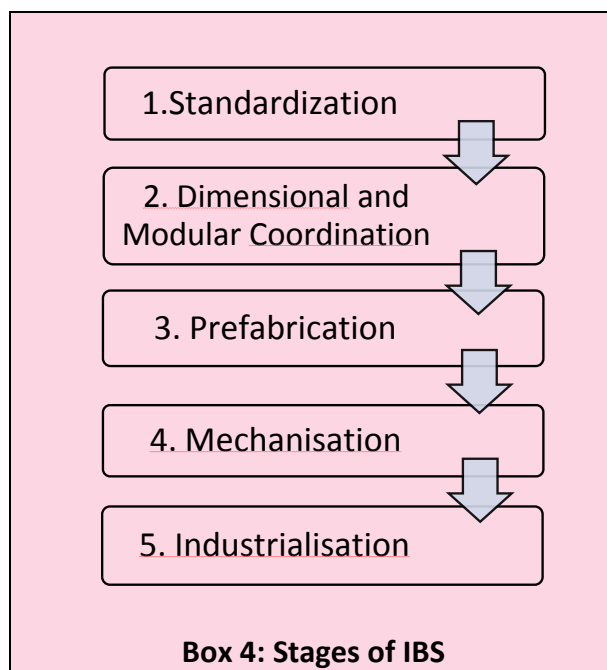 1.Standardization
2. Dimensional and
Modular Coordination
3. Prefabrication
4. Mechanisation
5. Industrialisation
Box 4: Stages of IBS